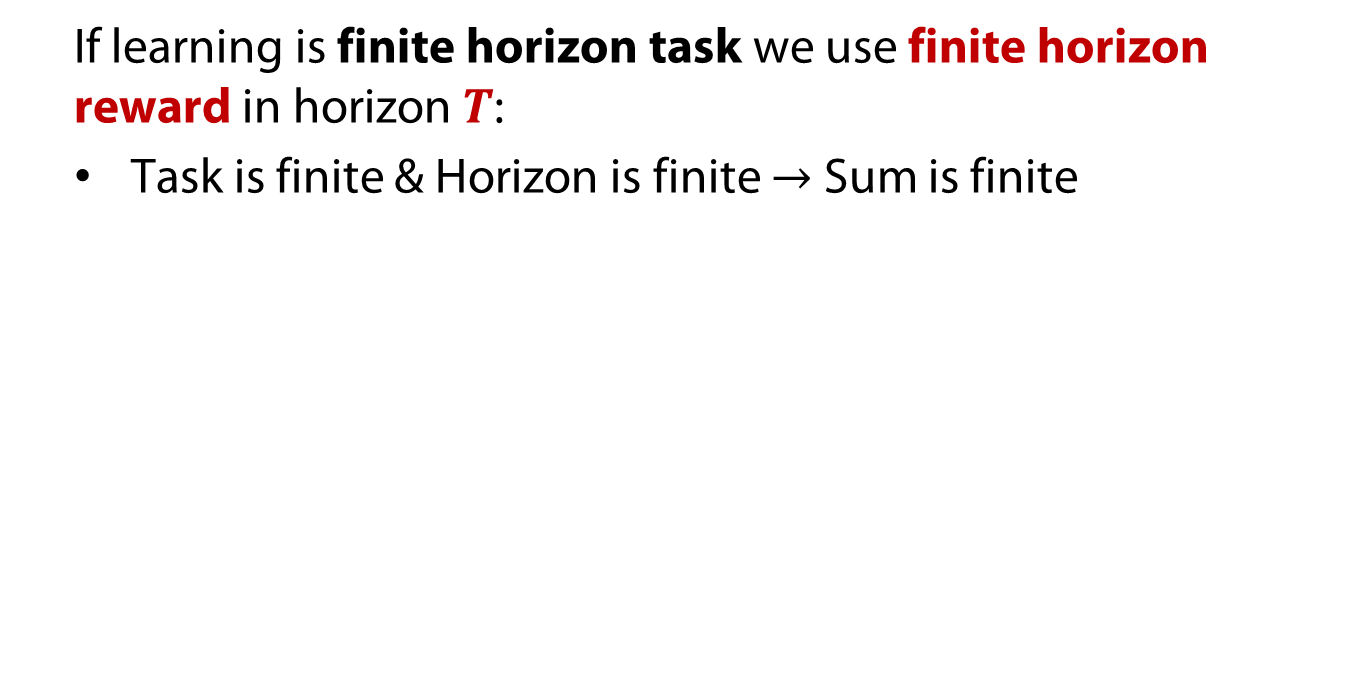 If learning is finite horizon task we use finite horizon
reward in horizon T:
• Task is finite & Horizon is finite → Sum is finite